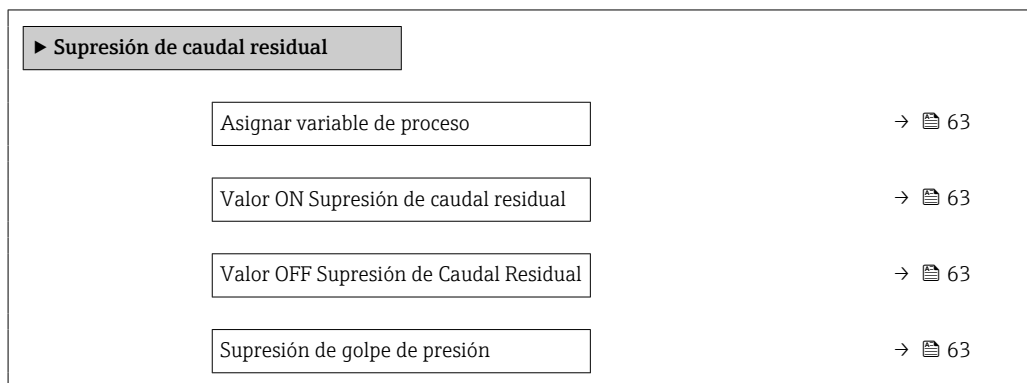 ▶ Supresión de caudal residual
Asignar variable de proceso → 63
Valor ON Supresión de caudal residual → 63
Valor OFF Supresión de Caudal Residual → 63
Supresión de golpe de presión → 63